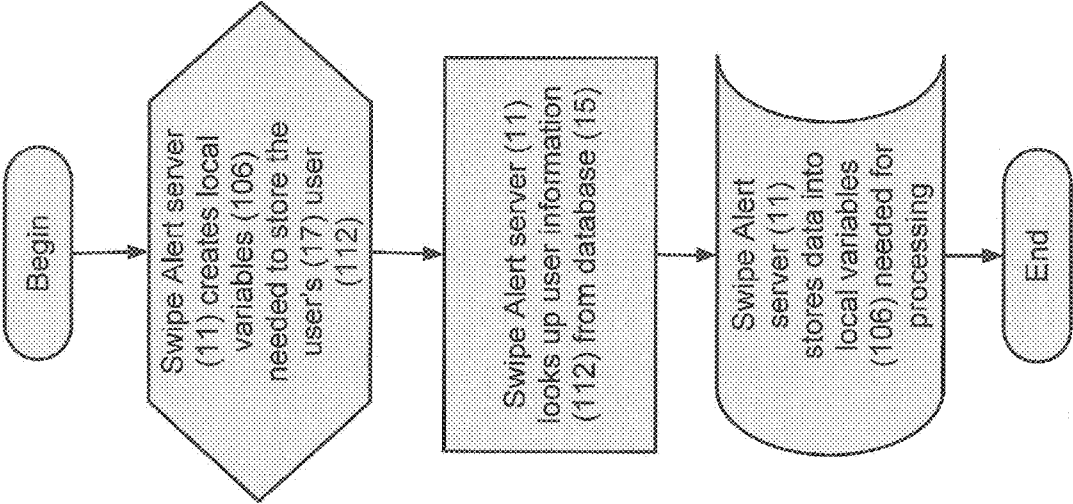 Begin
Swipe Alert server
(11) creates local
variables (106)
needed to store the
user's (17) user
(112)
Swipe Alert server (11)
looks up user information
(112) from database (15)
Swipe Alert
server (11)
stores data into
local variables
(106) needed for
processing
End